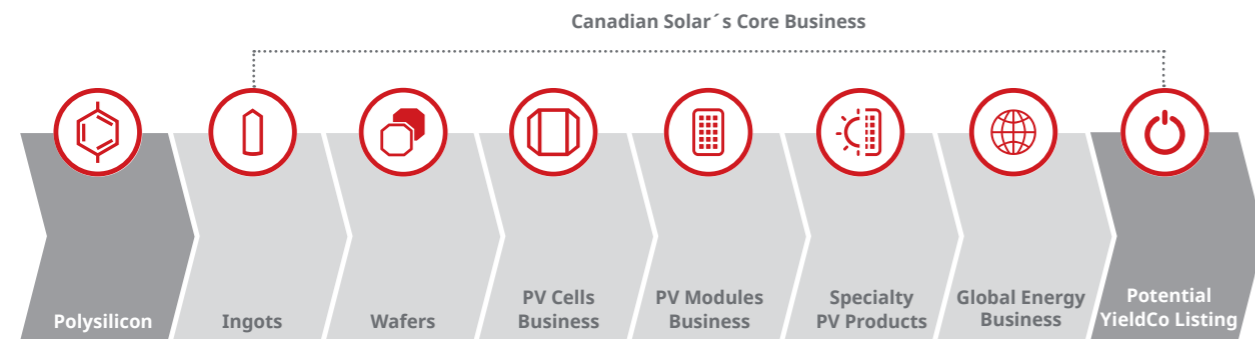 Canadian Solar´s Core Business
Polysilicon
Ingots
Wafers
PV Cells
Business
PV Modules
Business
Specialty
PV Products
Global Energy
Business
Potential
YieldCo Listing